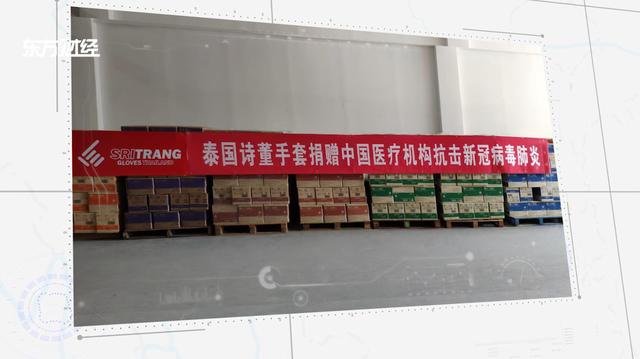 东方财经
SRITRANG
GLOVES THAILAND
泰国诗董手套捐赠中国医疗机构抗击新冠病毒肺炎